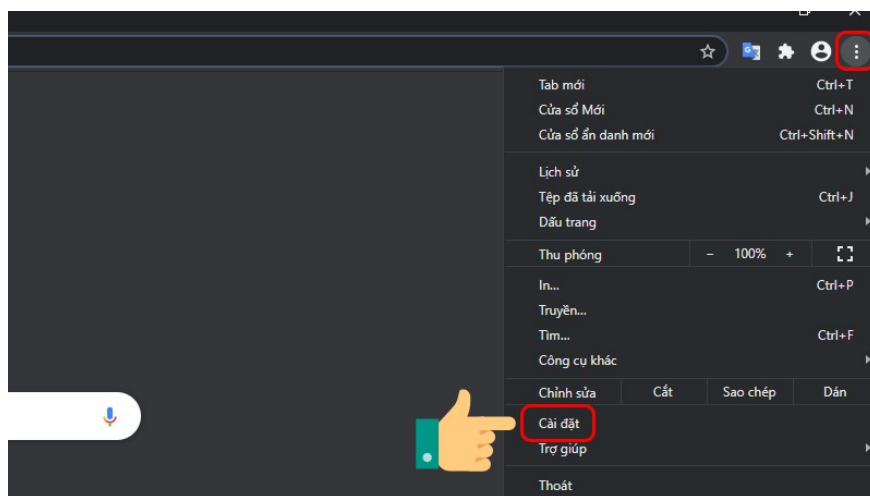 Tab mới Ctrl+T
Cửa sổ Mới Ctrl+N
Cửa sổ ẩn danh mới Ctrl+Shift+N
Lịch sử
Tệp đã tải xuống Ctrl+J
Dấu trang
Thu phóng - 100% +
In... Ctrl+P
Truyền...
Tìm... Ctrl+F
Công cụ khác
Chỉnh sửa Cắt Sao chép Dán
Cài đặt
Trợ giúp
Thoát